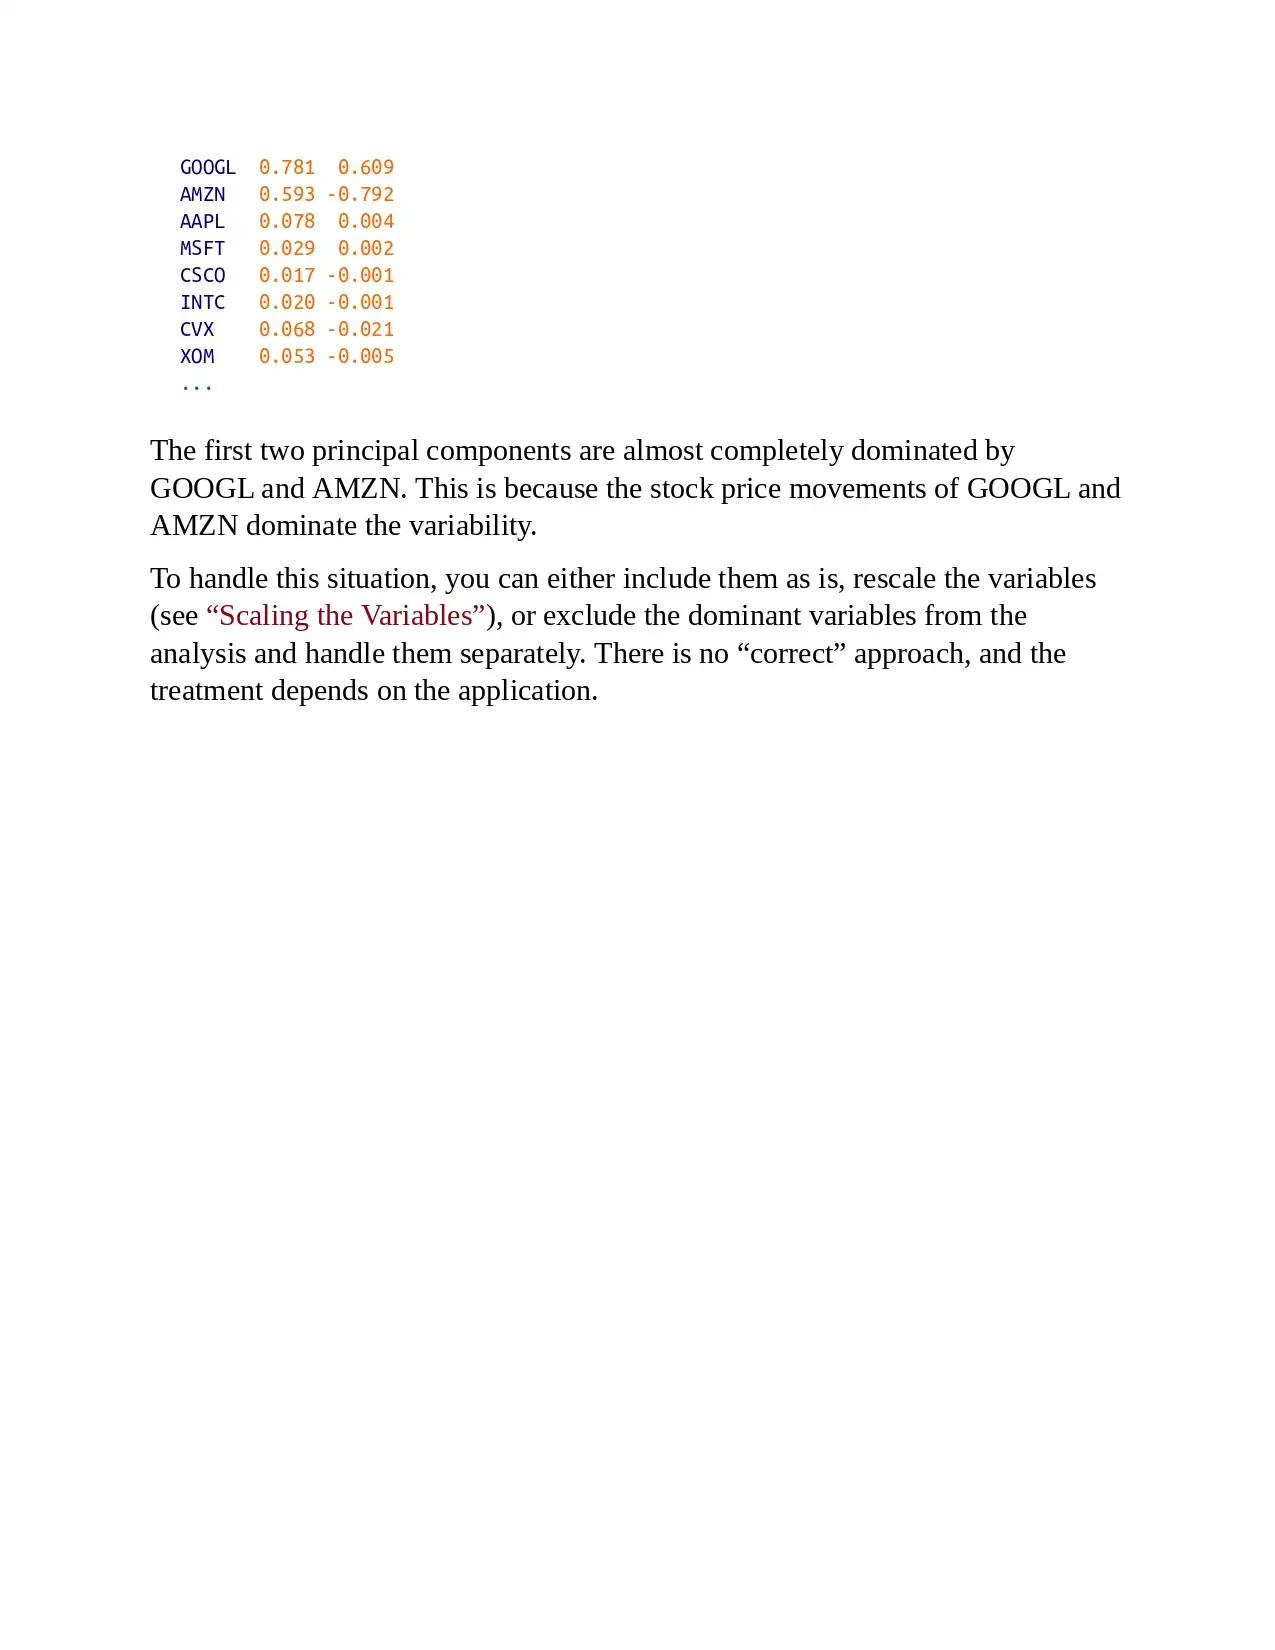 GOOGL  0.781  0.609
AMZN   0.593 -0.792
AAPL   0.078  0.004
MSFT   0.029  0.002
CSCO   0.017 -0.001
INTC   0.020 -0.001
CVX    0.068 -0.021
XOM    0.053 -0.005
...
The first two principal components are almost completely dominated by
GOOGL and AMZN. This is because the stock price movements of GOOGL and
AMZN dominate the variability.
To handle this situation, you can either include them as is, rescale the variables
(see “Scaling the Variables”), or exclude the dominant variables from the
analysis and handle them separately. There is no “correct” approach, and the
treatment depends on the application.